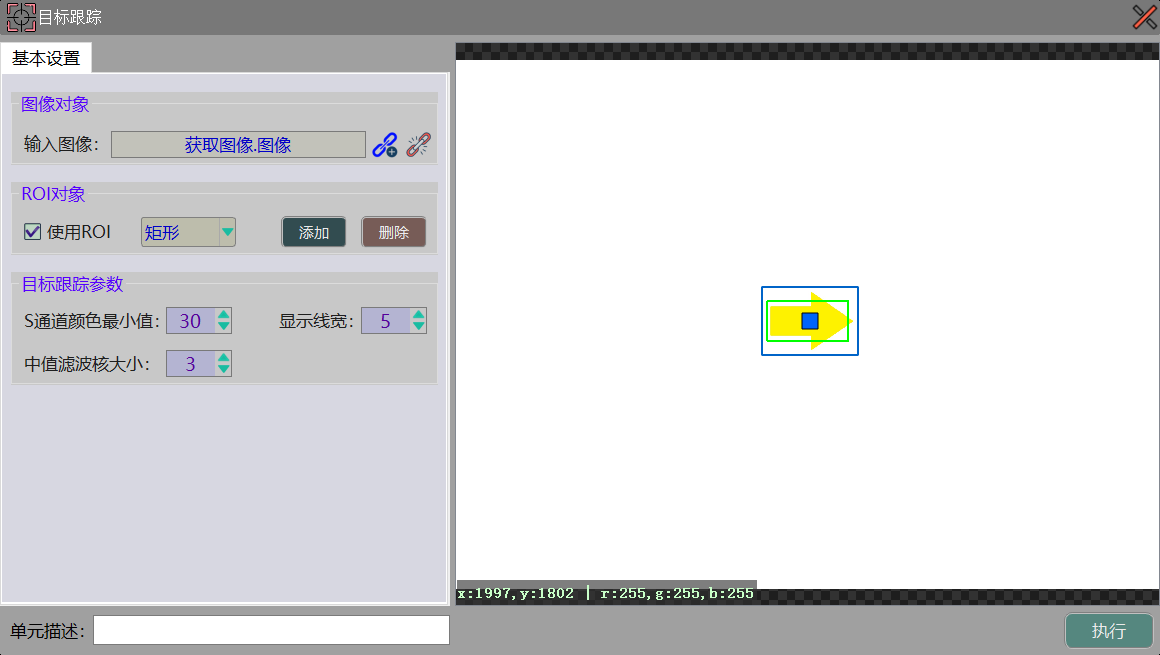 目标跟踪
基本设置
图像对象
输入图像： 获取图像.图像
ROI对象
使用ROI 矩形 添加 删除
目标跟踪参数
S通道颜色最小值： 30 显示线宽： 5
中值滤波核大小： 3
x:1997,y:1802 | r:255,g:255,b:255
单元描述： 执行